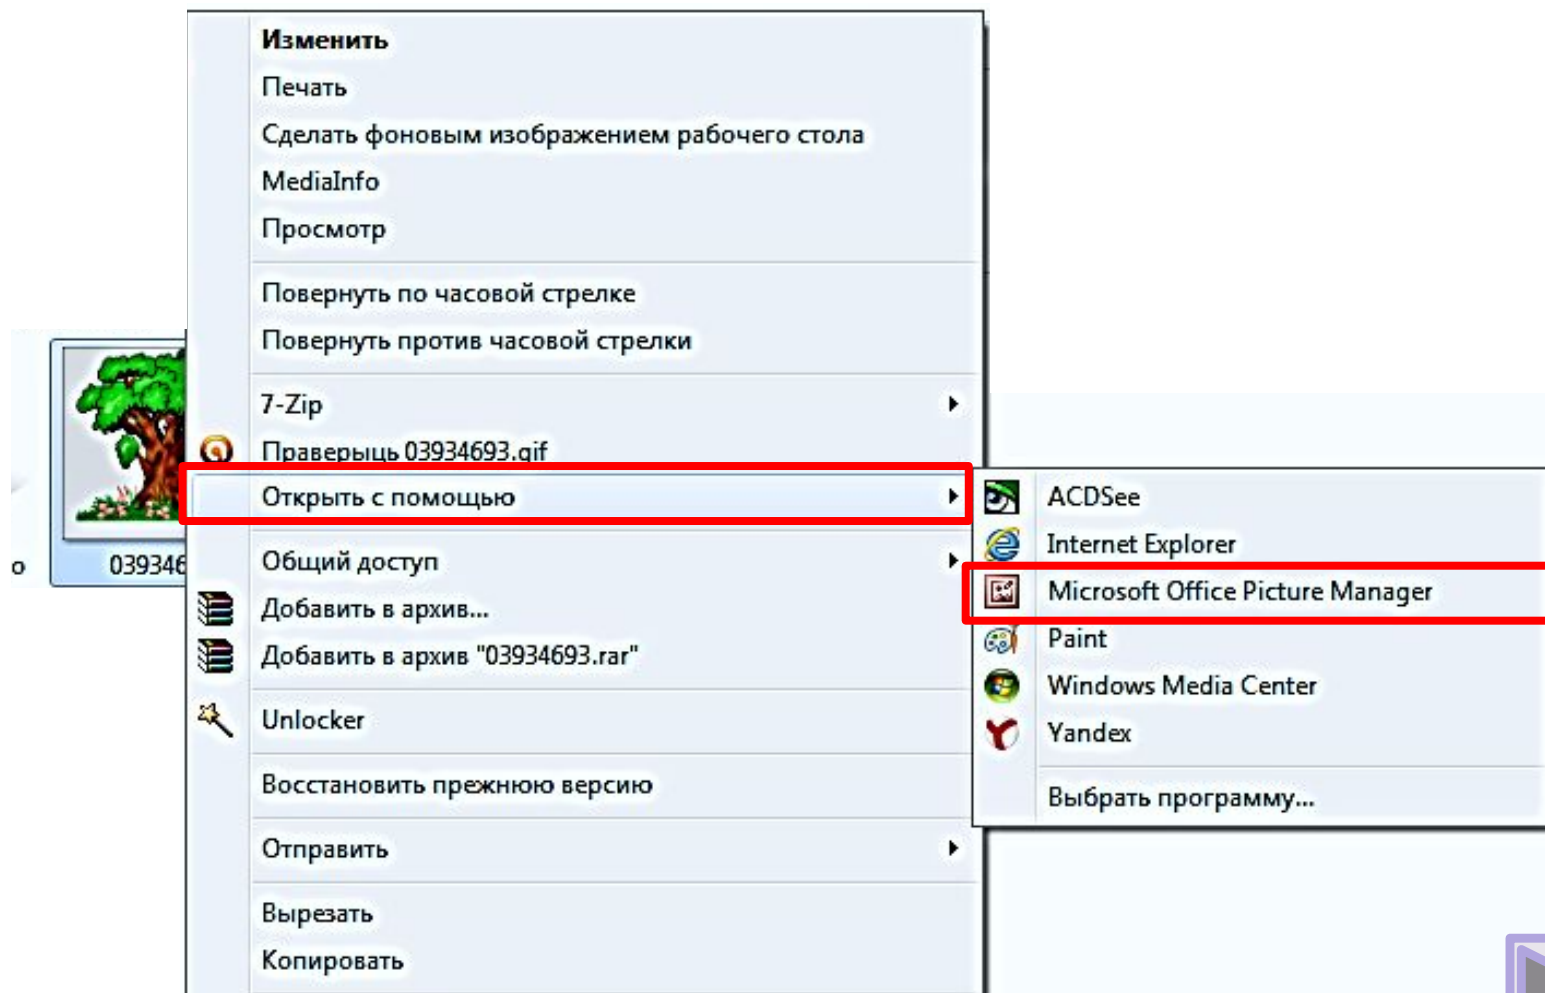 Изменить
Печать
Сделать фоновым изображением рабочего стола
MediaInfo
Просмотр
Повернуть по часовой стрелке
Повернуть против часовой стрелки
7-Zip
Праверыць 03934693.gif
Открыть с помощью
Общий доступ
Добавить в архив...
Добавить в архив "03934693.rar"
Unlocker
Восстановить прежнюю версию
Отправить
Вырезать
Копировать
ACDSee
Internet Explorer
Microsoft Office Picture Manager
Paint
Windows Media Center
Yandex
Выбрать программу...
о
039346